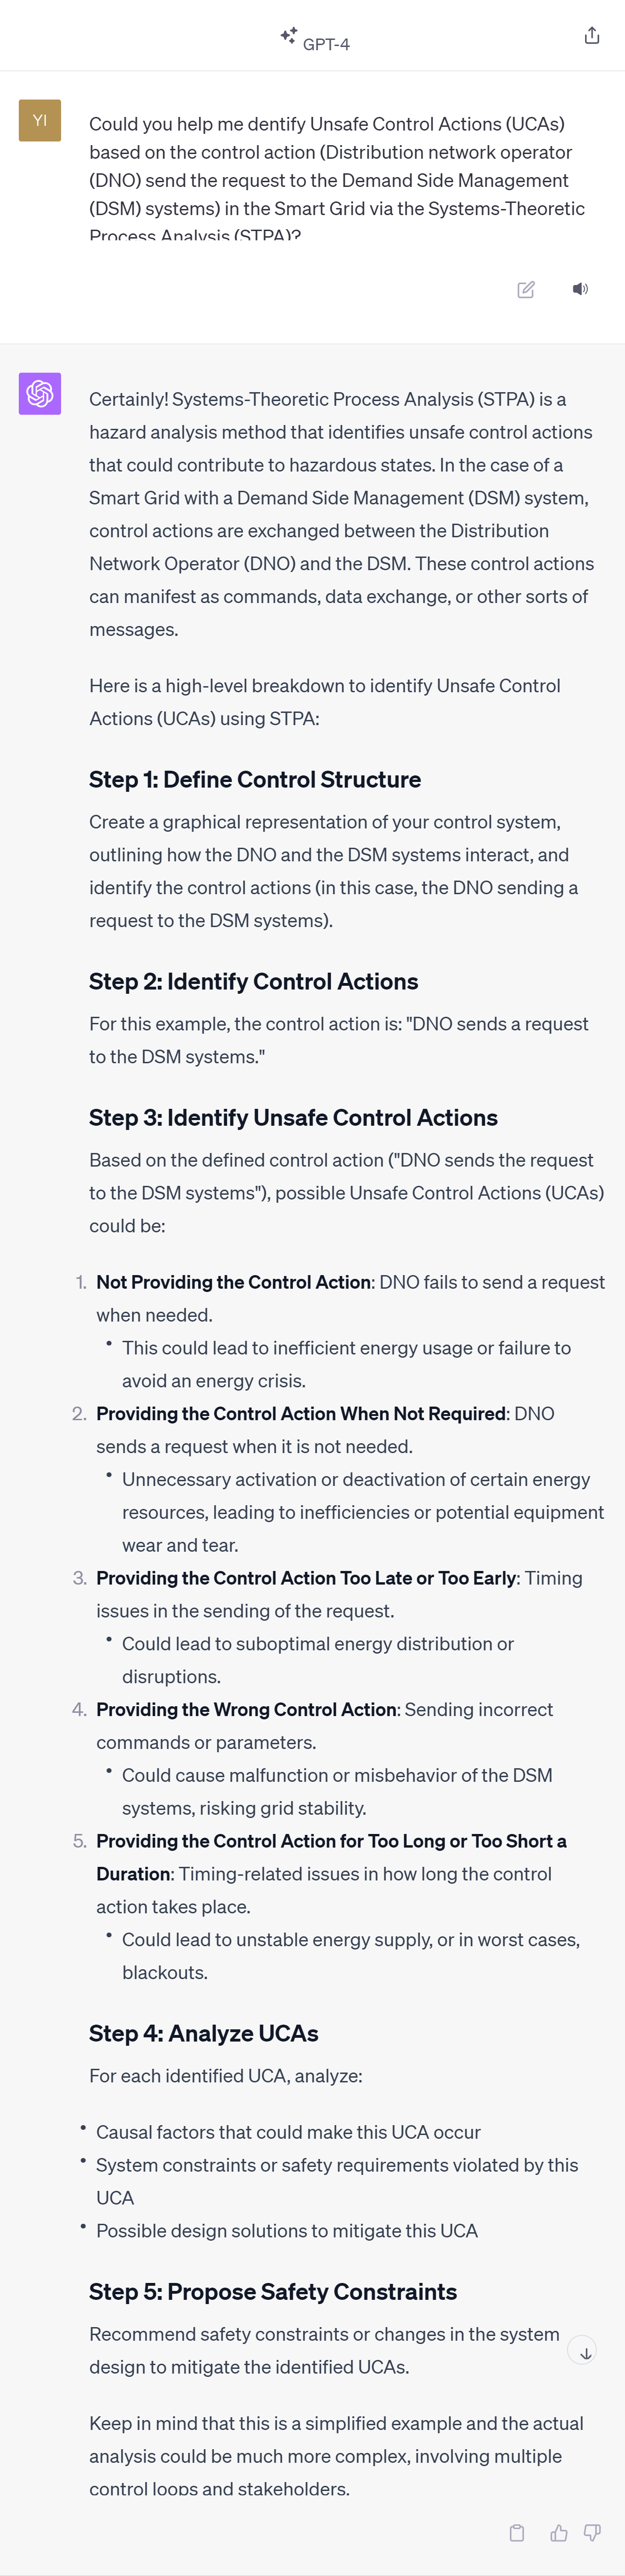 GPT-4
YI
Could you help me dentify Unsafe Control Actions (UCAs)
based on the control action (Distribution network operator
(DNO) send the request to the Demand Side Management
(DSM) systems) in the Smart Grid via the Systems-Theoretic
Process Analysis (STPA)?
Certainly! Systems-Theoretic Process Analysis (STPA) is a
hazard analysis method that identifies unsafe control actions
that could contribute to hazardous states. In the case of a
Smart Grid with a Demand Side Management (DSM) system,
control actions are exchanged between the Distribution
Network Operator (DNO) and the DSM. These control actions
can manifest as commands, data exchange, or other sorts of
messages.
Here is a high-level breakdown to identify Unsafe Control
Actions (UCAs) using STPA:
Step 1: Define Control Structure
Create a graphical representation of your control system,
outlining how the DNO and the DSM systems interact, and
identify the control actions (in this case, the DNO sending a
request to the DSM systems).
Step 2: Identify Control Actions
For this example, the control action is: "DNO sends a request
to the DSM systems."
Step 3: Identify Unsafe Control Actions
Based on the defined control action ("DNO sends the request
to the DSM systems"), possible Unsafe Control Actions (UCAs)
could be:
1. Not Providing the Control Action: DNO fails to send a request
when needed.
• This could lead to inefficient energy usage or failure to
avoid an energy crisis.
2. Providing the Control Action When Not Required: DNO
sends a request when it is not needed.
• Unnecessary activation or deactivation of certain energy
resources, leading to inefficiencies or potential equipment
wear and tear.
3. Providing the Control Action Too Late or Too Early: Timing
issues in the sending of the request.
• Could lead to suboptimal energy distribution or
disruptions.
4. Providing the Wrong Control Action: Sending incorrect
commands or parameters.
• Could cause malfunction or misbehavior of the DSM
systems, risking grid stability.
5. Providing the Control Action for Too Long or Too Short a
Duration: Timing-related issues in how long the control
action takes place.
• Could lead to unstable energy supply, or in worst cases,
blackouts.
Step 4: Analyze UCAs
For each identified UCA, analyze:
• Causal factors that could make this UCA occur
• System constraints or safety requirements violated by this
UCA
• Possible design solutions to mitigate this UCA
Step 5: Propose Safety Constraints
Recommend safety constraints or changes in the system
design to mitigate the identified UCAs.
Keep in mind that this is a simplified example and the actual
analysis could be much more complex, involving multiple
control loops and stakeholders.